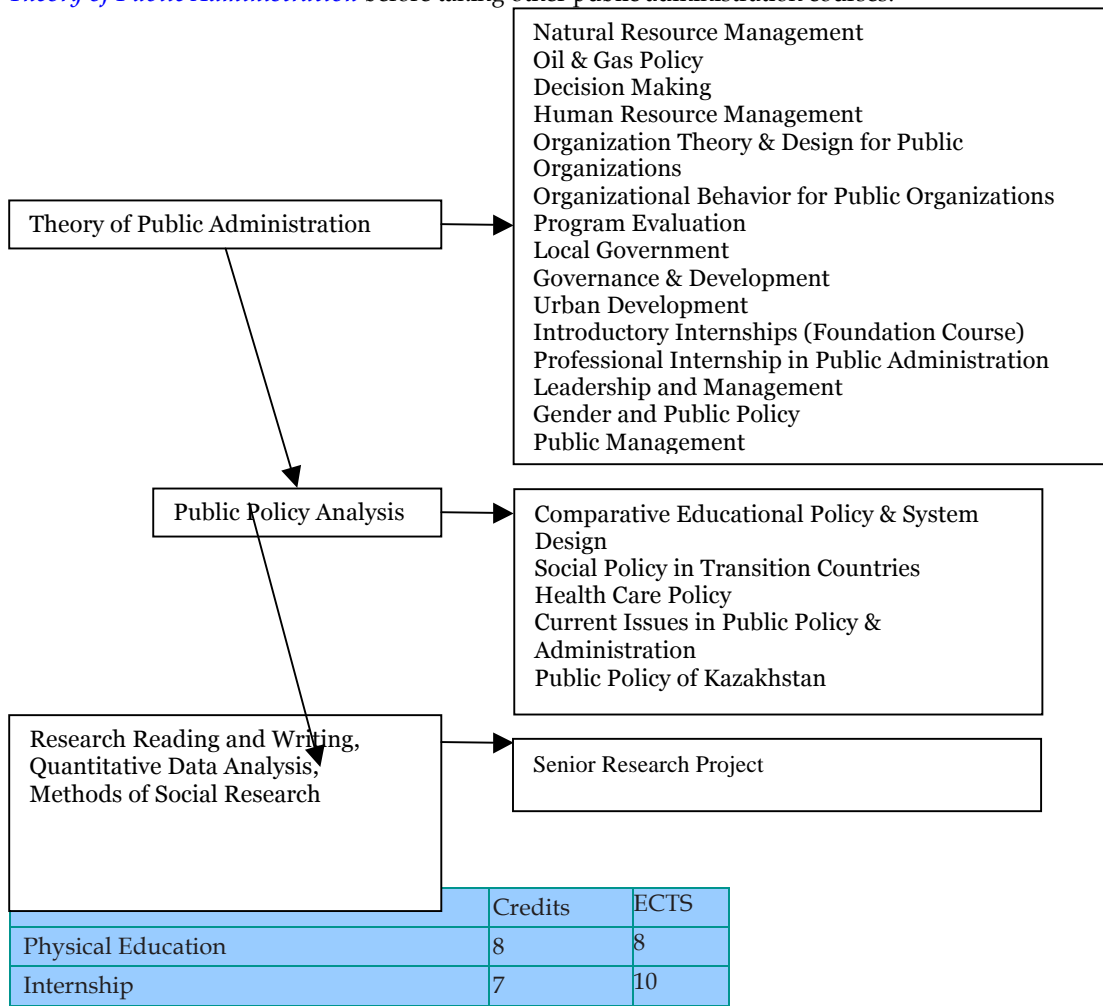 Theory of Public Administration before taking other public administration courses.
Natural Resource Management
Oil & Gas Policy
Decision Making
Human Resource Management
Organization Theory & Design for Public
Organizations
Organizational Behavior for Public Organizations
Program Evaluation
Local Government
Governance & Development
Urban Development
Introductory Internships (Foundation Course)
Professional Internship in Public Administration
Leadership and Management
Gender and Public Policy
Public Management
Theory of Public Administration
Public Policy Analysis
Comparative Educational Policy & System
Design
Social Policy in Transition Countries
Health Care Policy
Current Issues in Public Policy &
Administration
Public Policy of Kazakhstan
Research Reading and Writing,
Quantitative Data Analysis,
Methods of Social Research
Senior Research Project
Credits ECTS
Physical Education 8 8
Internship 7 10